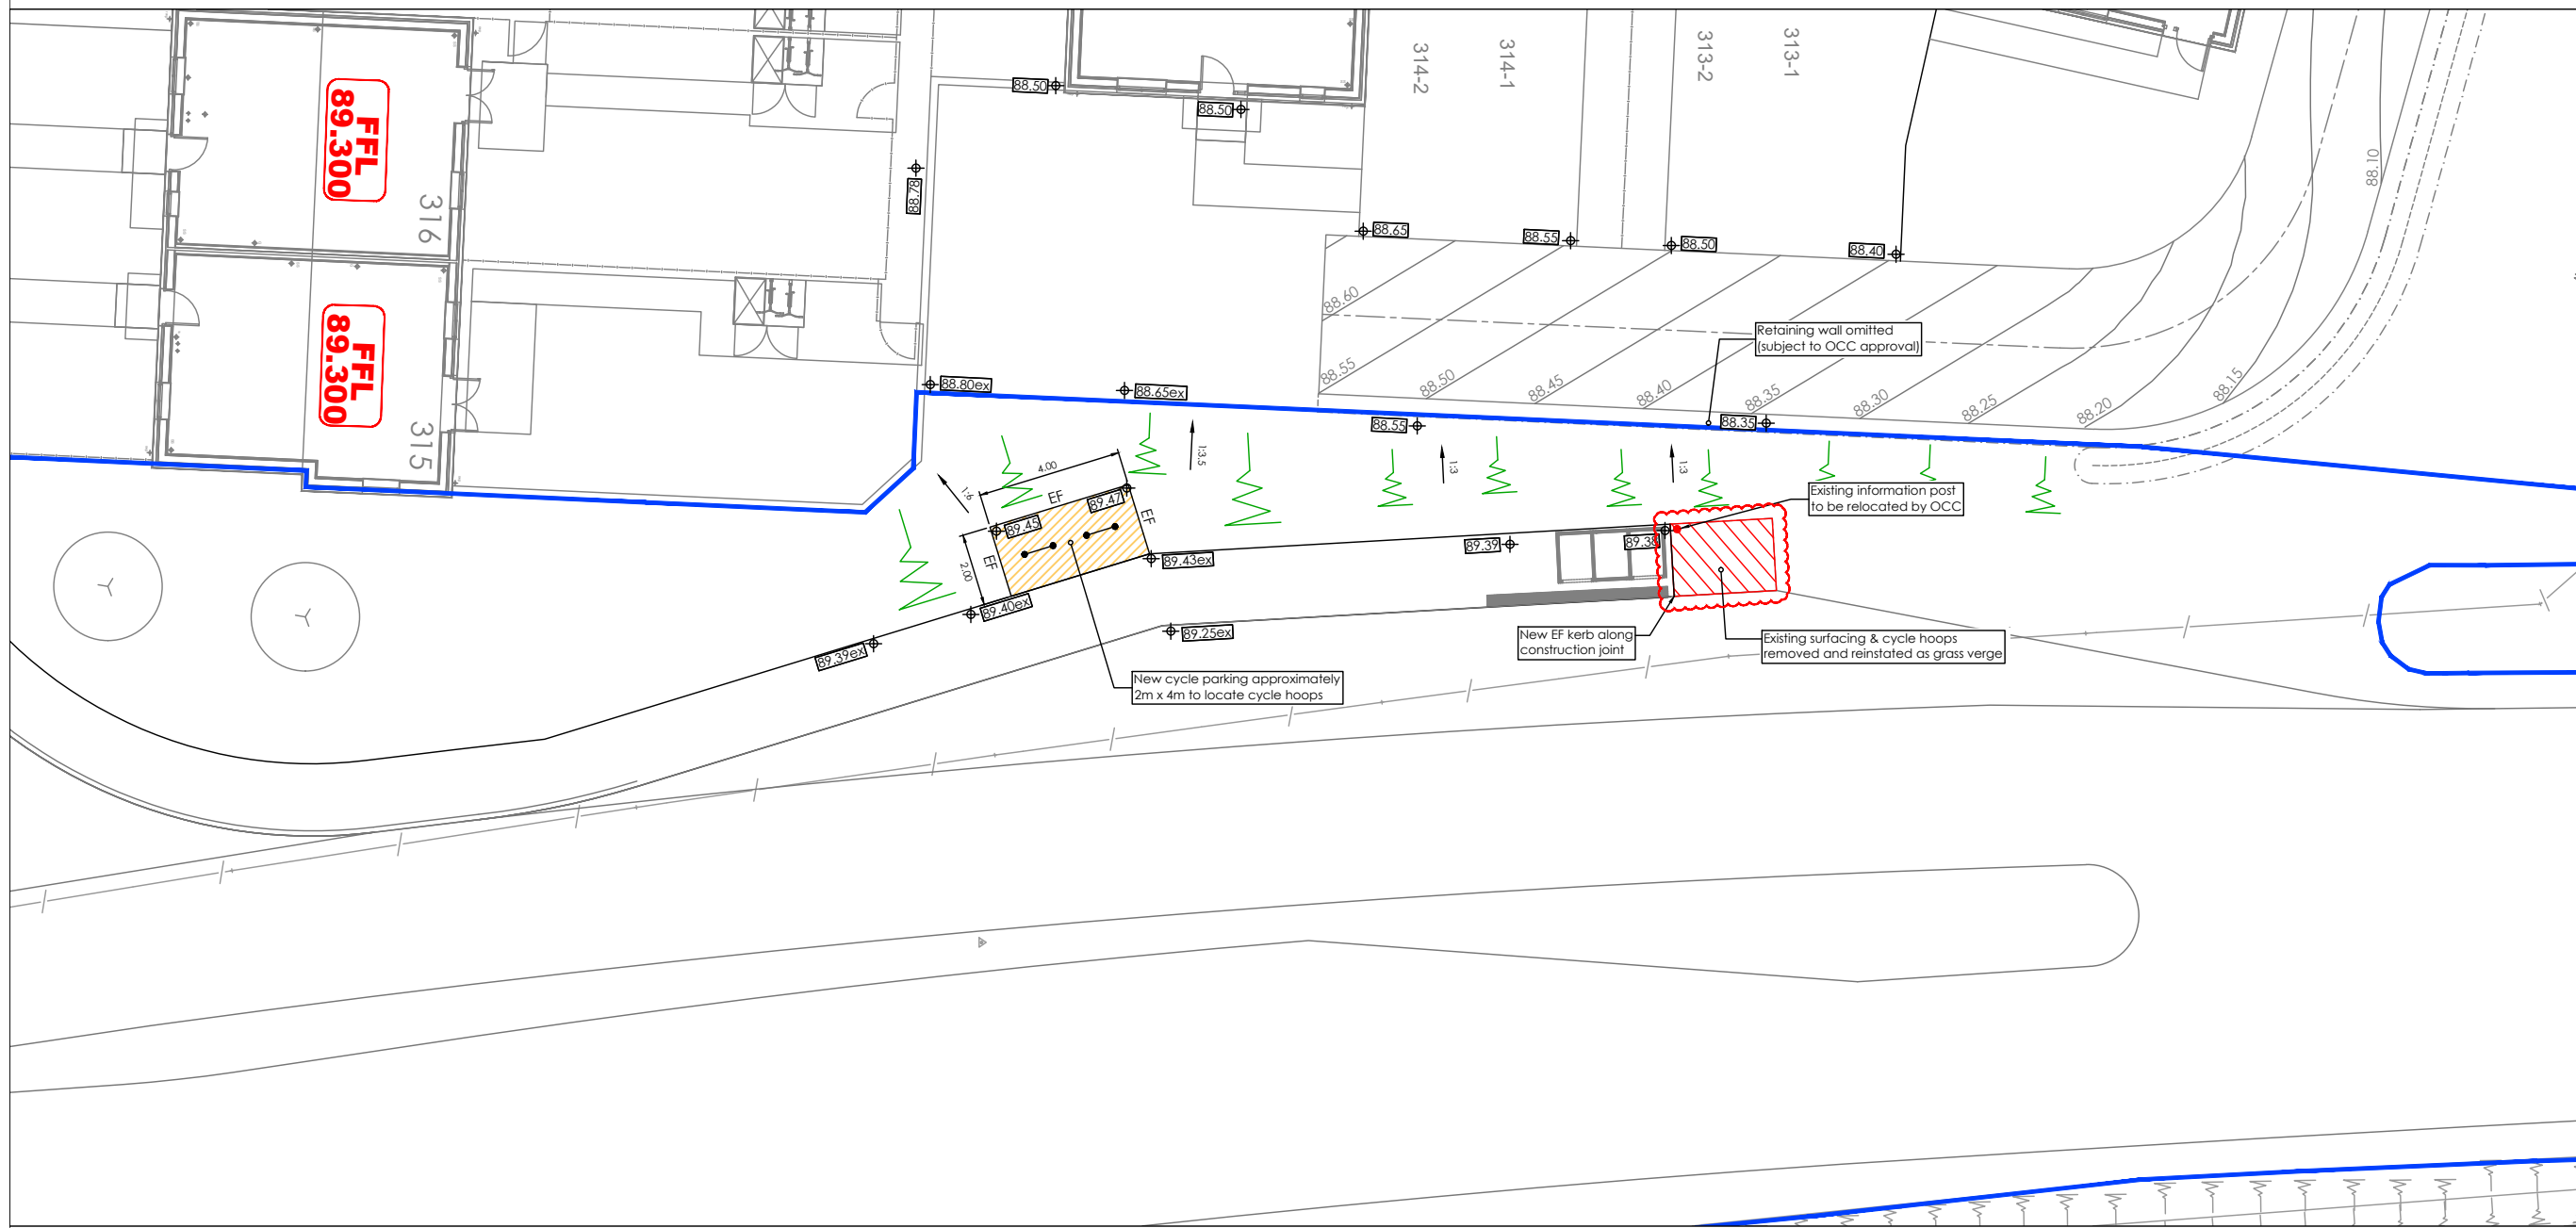 314-2
314-1
313-2
313-1
88.50
88.50
88.78
FFL
89.300
316
FFL
89.300
315
88.10
88.65
88.55
88.50
88.40
88.60
88.55
88.50
88.45
88.40
88.35
88.30
88.25
88.20
88.15
Retaining wall omitted
(subject to OCC approval)
88.80ex
88.65ex
88.55
88.35
1:3.5
1:3
1:3
1:6
4.00
2.00
EF
EF
EF
89.45
89.47
89.43ex
89.40ex
89.39ex
89.25ex
89.39
Existing information post
to be relocated by OCC
New EF kerb along
construction joint
Existing surfacing & cycle hoops
removed and reinstated as grass verge
New cycle parking approximately
2m x 4m to locate cycle hoops